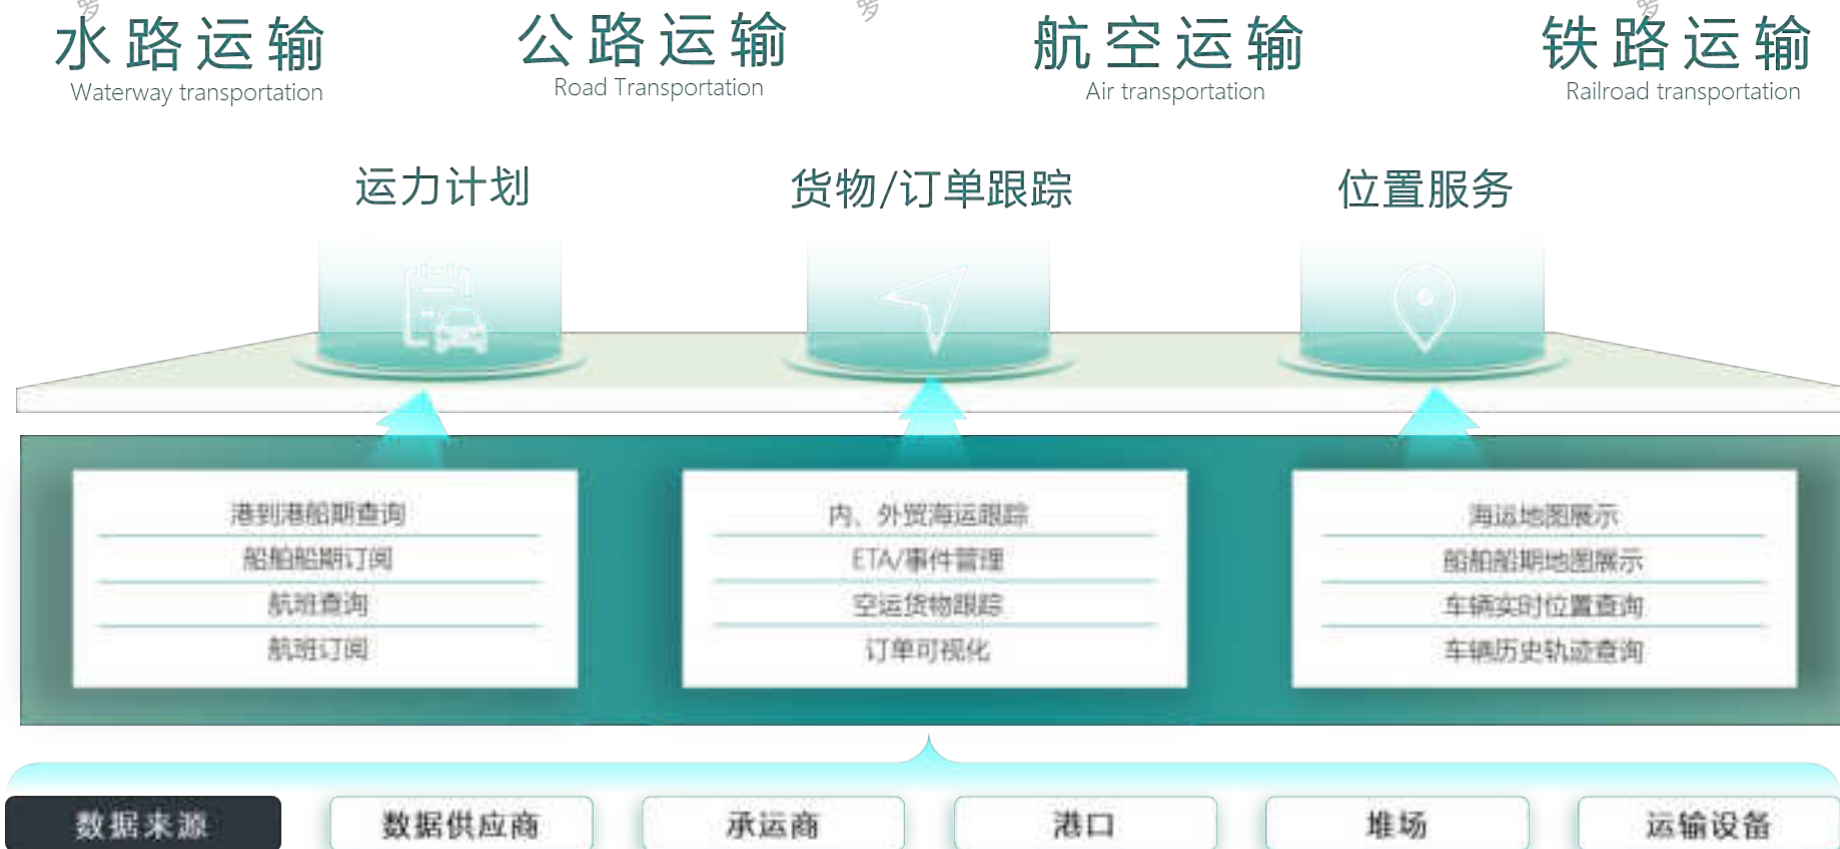 水路运输
Waterway transportation
公路运输
Road Transportation
航空运输
Air transportation
铁路运输
Railroad transportation
运力计划
货物/订单跟踪
位置服务
港到港船期查询
船舶船期订阅
航班查询
航班订阅
内、外贸海运跟踪
ETA/事件管理
空运货物跟踪
订单可视化
海运地图展示
船舶船期地图展示
车辆实时位置查询
车辆历史轨迹查询
数据来源
数据供应商
承运商
港口
堆场
运输设备